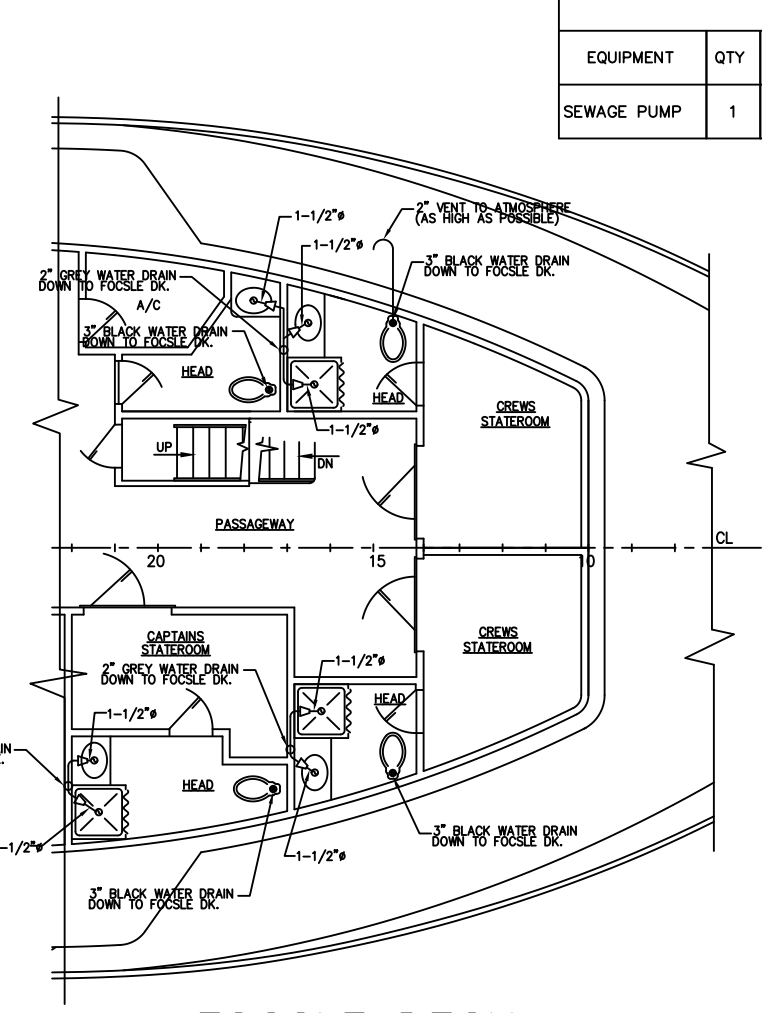 EQUIPMENT QTY
SEWAGE PUMP 1
2" VENT TO ATMOSPHERE
(AS HIGH AS POSSIBLE)
1-1/2"ø
1-1/2"ø
3" BLACK WATER DRAIN
DOWN TO FOCSLE DK.
2" GREY WATER DRAIN
DOWN TO FOCSLE DK.
A/C
3" BLACK WATER DRAIN
DOWN TO FOCSLE DK.
HEAD
HEAD
CREWS
STATEROOM
1-1/2"ø
UP
DN
PASSAGEWAY
CL
20 15 10
CAPTAINS
STATEROOM
CREWS
STATEROOM
2" GREY WATER DRAIN
DOWN TO FOCSLE DK.
1-1/2"ø
HEAD
1-1/2"ø
HEAD
3" BLACK WATER DRAIN
DOWN TO FOCSLE DK.
-1/2"ø
1-1/2"ø
3" BLACK WATER DRAIN
DOWN TO FOCSLE DK.